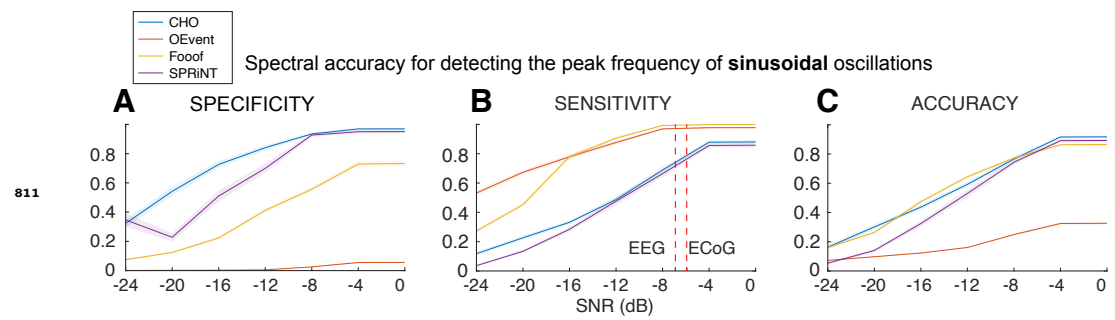 CHO
OEvent
Fooof
SPRiNT
Spectral accuracy for detecting the peak frequency of sinusoidal oscillations
A SPECIFICITY
B SENSITIVITY
C ACCURACY
811
0.8
0.6
0.4
0.2
0
-24 -20 -16 -12 -8 -4 0
0.8
0.6
0.4
0.2
0
EEG ECoG
-24 -20 -16 -12 -8 -4 0
SNR (dB)
0.8
0.6
0.4
0.2
0
-24 -20 -16 -12 -8 -4 0